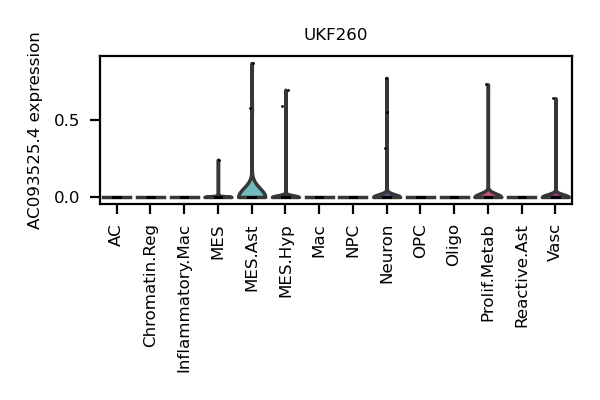 UKF260
AC093525.4 expression
0.5
0.0
AC
Chromatin.Reg
Inflammatory.Mac
MES
MES.Ast
MES.Hyp
Mac
NPC
Neuron
OPC
Oligo
Prolif.Metab
Reactive.Ast
Vasc